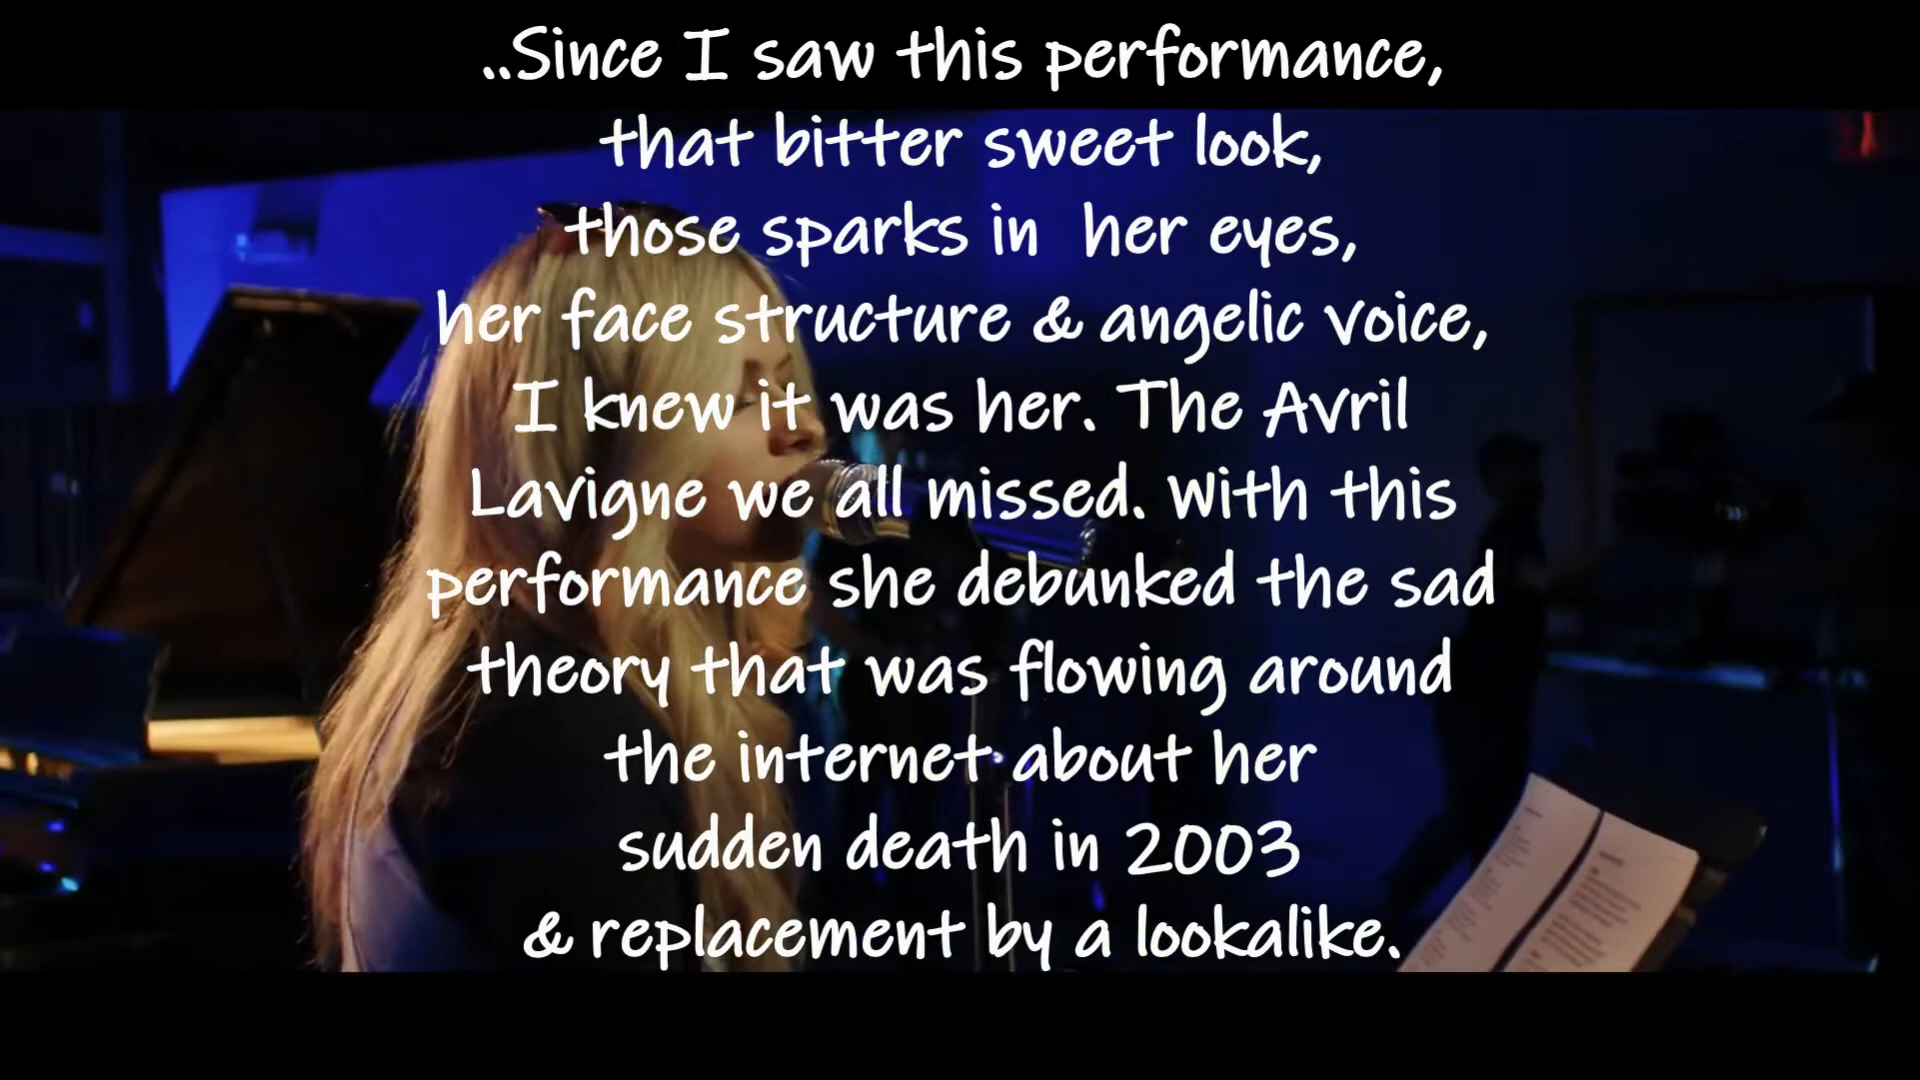 ..Since I saw this performance,
that bitter sweet look,
those sparks in her eyes,
her face structure & angelic voice,
I knew it was her. The Avril
Lavigne we all missed. With this
performance she debunked the sad
theory that was flowing around
the internet about her
sudden death in 2003
& replacement by a lookalike.